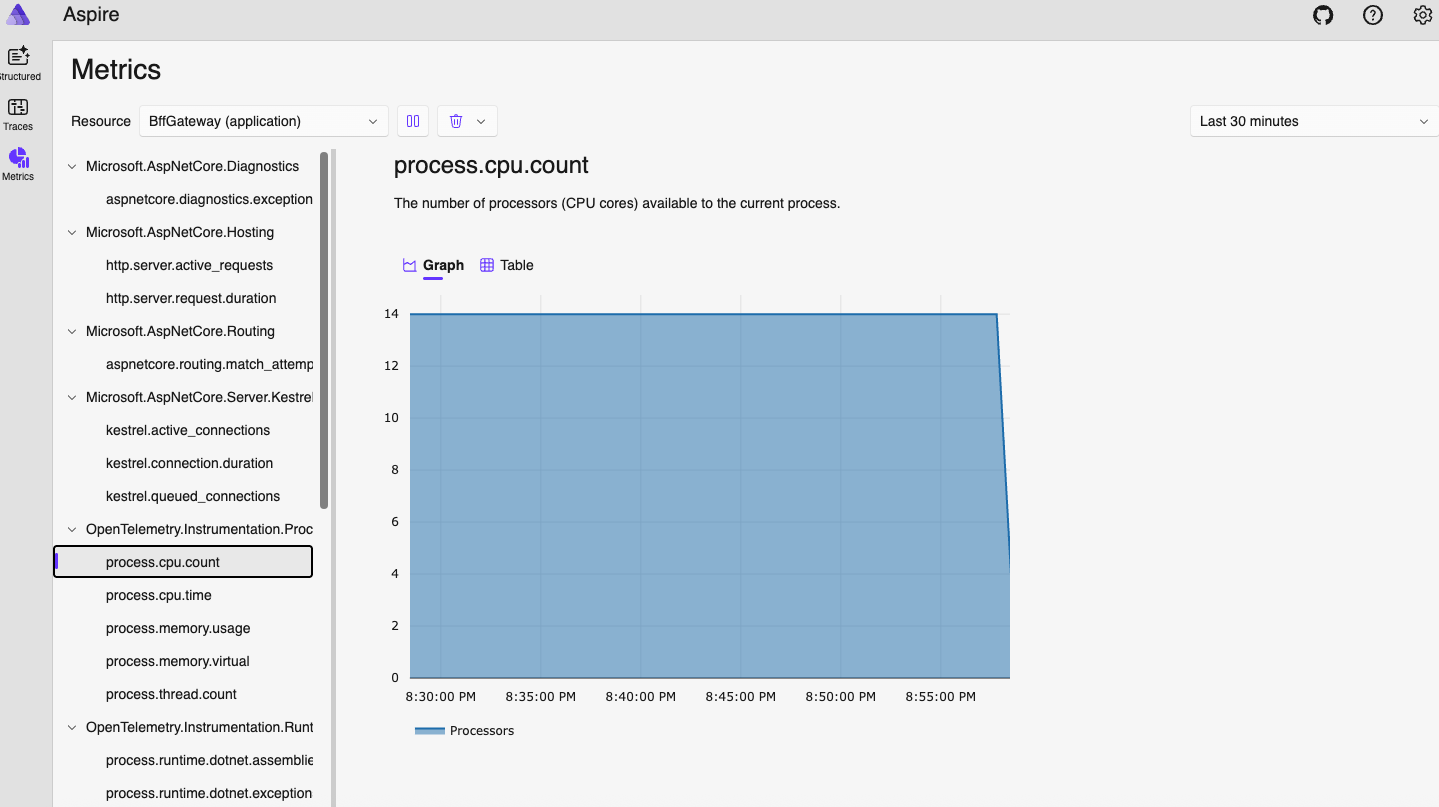 Aspire
Structured
Traces
Metrics
Metrics
Resource
BffGateway (application)
Last 30 minutes
Microsoft.AspNetCore.Diagnostics
aspnetcore.diagnostics.exception
Microsoft.AspNetCore.Hosting
http.server.active_requests
http.server.request.duration
Microsoft.AspNetCore.Routing
aspnetcore.routing.match_attemp
Microsoft.AspNetCore.Server.Kestrel
kestrel.active_connections
kestrel.connection.duration
kestrel.queued_connections
OpenTelemetry.Instrumentation.Proc
process.cpu.count
process.cpu.time
process.memory.usage
process.memory.virtual
process.thread.count
OpenTelemetry.Instrumentation.Runt
process.runtime.dotnet.assemblie
process.runtime.dotnet.exception
process.cpu.count
The number of processors (CPU cores) available to the current process.
Graph
Table
14
12
10
8
6
4
2
0
8:30:00 PM 8:35:00 PM 8:40:00 PM 8:45:00 PM 8:50:00 PM 8:55:00 PM
Processors